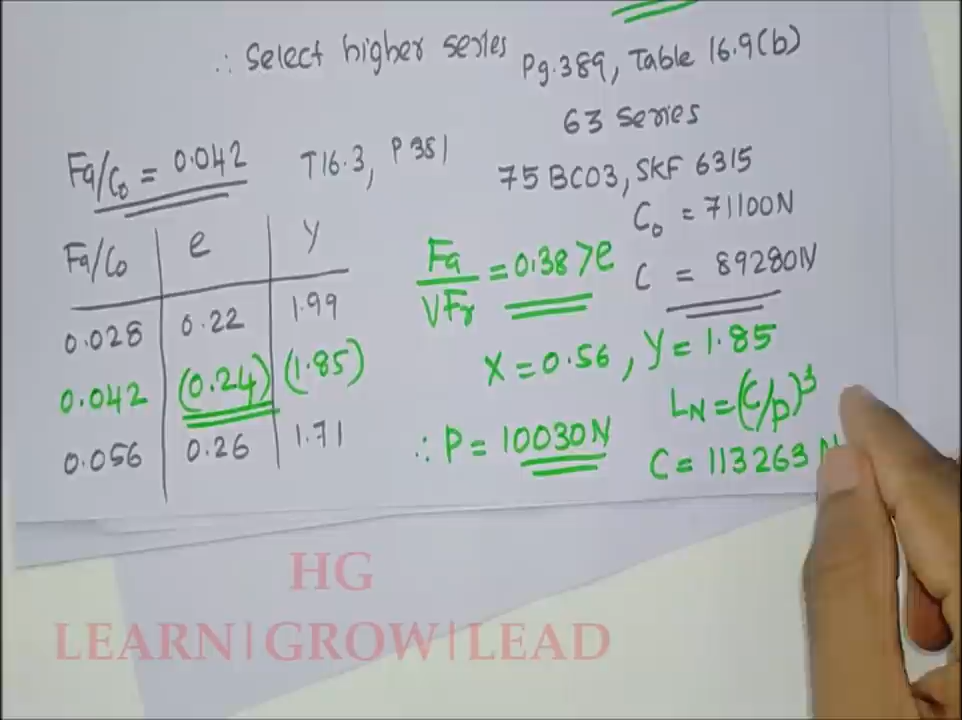 ∴ Select higher series
Pg.389, Table 16.9(b)
63 Series
75 BC03, SKF 6315
C₀ = 71100N
C = 89280N
Fa/C₀ = 0.042
T16.3, P 351
Fa/C₀ e y
0.028 0.22 1.99
0.042 (0.24) (1.85)
0.056 0.26 1.71
Fa/VFr = 0.38 > e
X = 0.56, Y = 1.85
∴ P = 10030N
LN = (C/P)³
C = 113263 N
HG
LEARN|GROW|LEAD